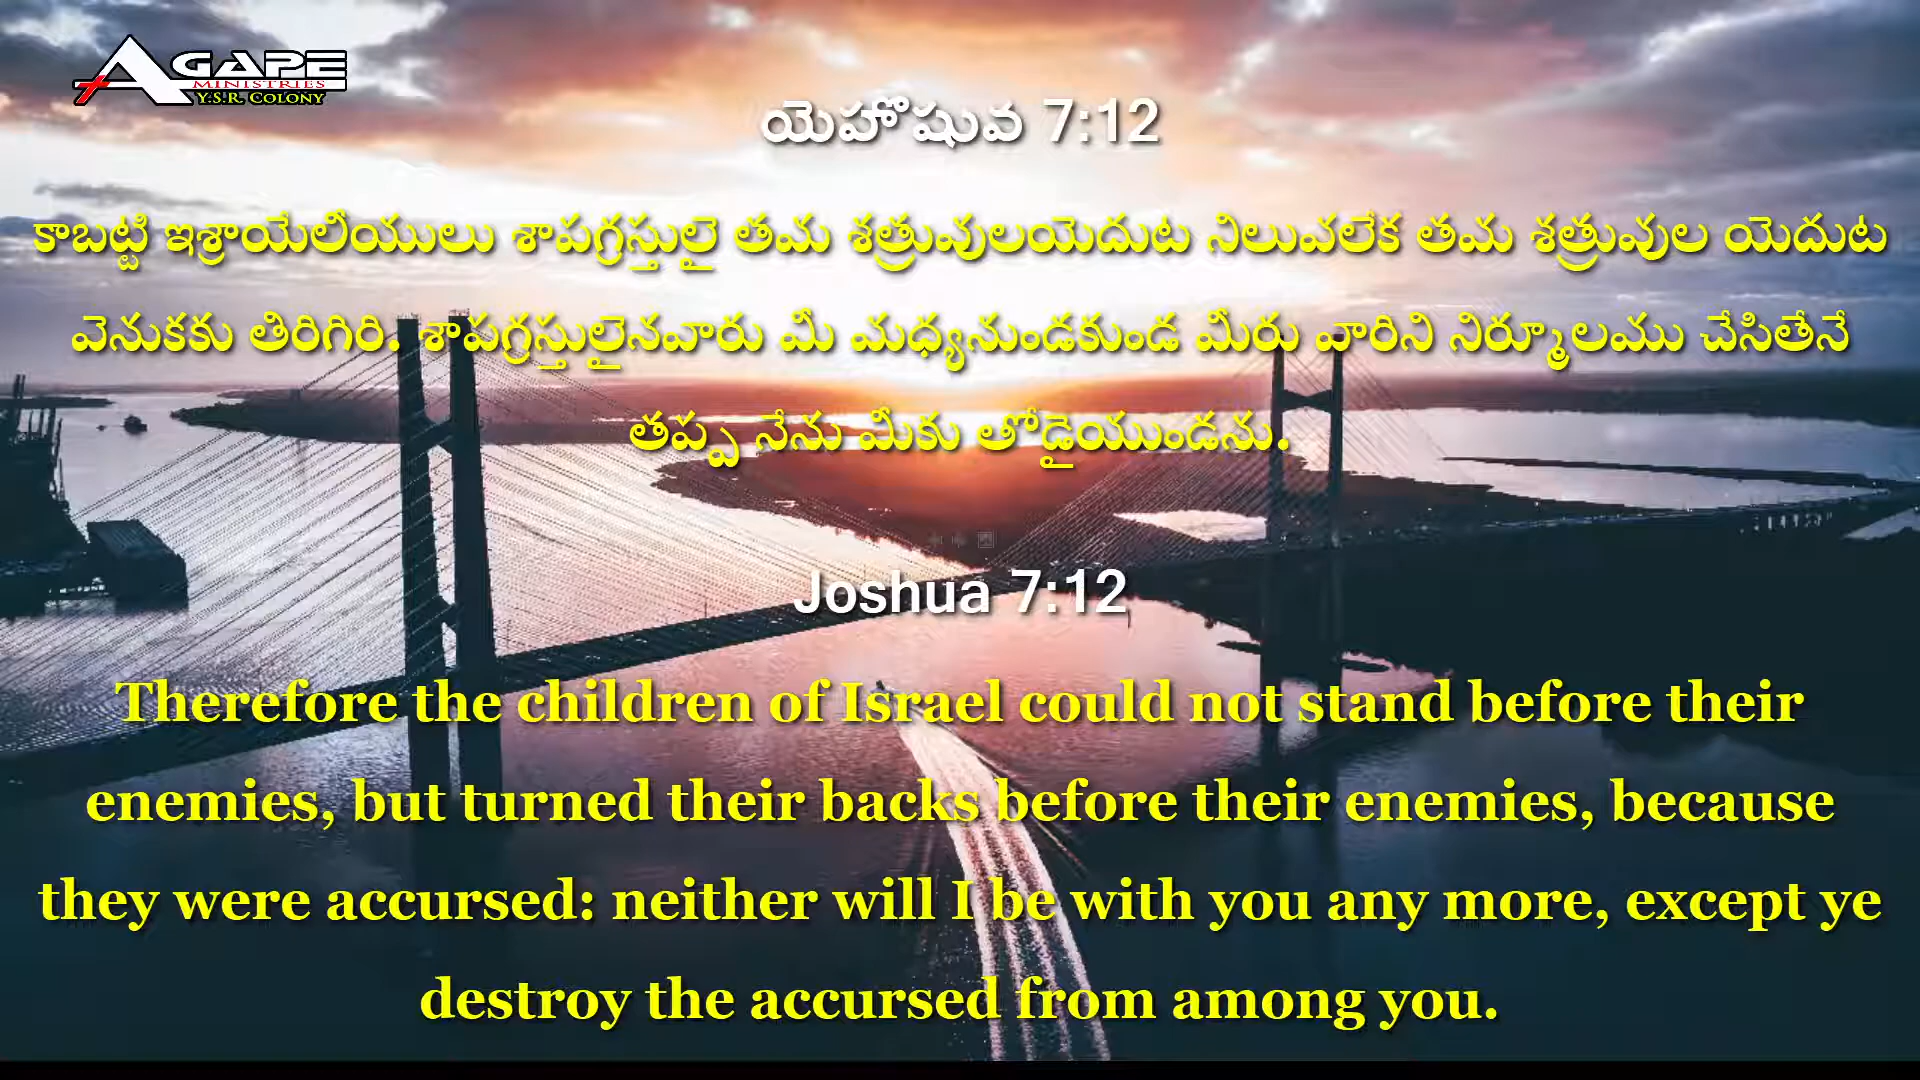 AGAPE
MINISTRIES
Y.S.R. COLONY
యెహోషువ 7:12
కాబట్టి ఇశ్రాయేలీయులు శాపగ్రస్తులై తమ శత్రువులయెదుట నిలువలేక తమ శత్రువుల యెదుట
వెనుకకు తిరిగిరి. శాపగ్రస్తులైనవారు మీ మధ్యనుండకుండ మీరు వారిని నిర్మూలము చేసితేనే
తప్ప నేను మీకు తోడైయుండను.
Joshua 7:12
Therefore the children of Israel could not stand before their
enemies, but turned their backs before their enemies, because
they were accursed: neither will I be with you any more, except ye
destroy the accursed from among you.